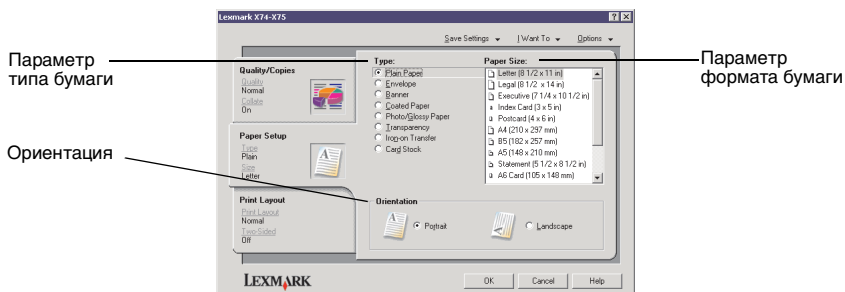 Lexmark X74-X75
Save Settings
I Want To
Options
Параметр
типа бумаги
Ориентация
Параметр
формата бумаги
Quality/Copies
Quality
Normal
Collate
On
Paper Setup
Type
Plain
Size
Letter
Print Layout
Print Layout
Normal
Two-Sided
Off
Type:
Plain Paper
Envelope
Banner
Coated Paper
Photo/Glossy Paper
Transparency
Iron-on Transfer
Card Stock
Paper Size:
Letter (8 1/2 x 11 in)
Legal (8 1/2 x 14 in)
Executive (7 1/4 x 10 1/2 in)
Index Card (3 x 5 in)
Postcard (4 x 6 in)
A4 (210 x 297 mm)
B5 (182 x 257 mm)
A5 (148 x 210 mm)
Statement (5 1/2 x 8 1/2 in)
A6 Card (105 x 148 mm)
Orientation
Portrait
Landscape
LEXMARK
OK
Cancel
Help